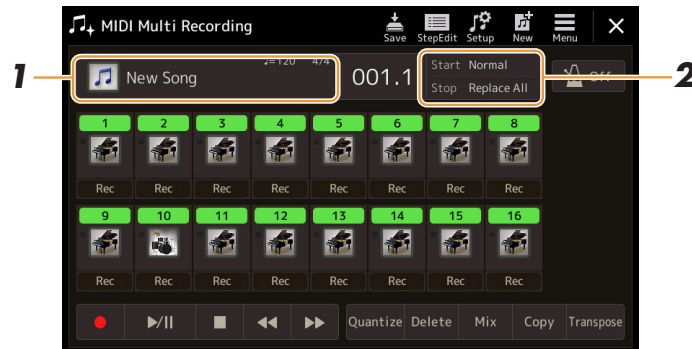 MIDI Multi Recording
Save StepEdit Setup New Menu
1
New Song
♩=120 4/4
001.1
Start Normal
Stop Replace All
Off
2
1 2 3 4 5 6 7 8
Rec Rec Rec Rec Rec Rec Rec Rec
9 10 11 12 13 14 15 16
Rec Rec Rec Rec Rec Rec Rec Rec
Quantize Delete Mix Copy Transpose